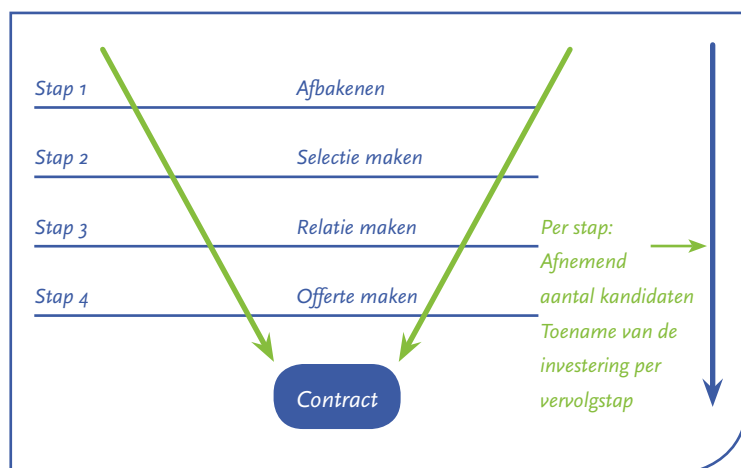 Stap 1 Afbakenen
Stap 2 Selectie maken
Stap 3 Relatie maken
Stap 4 Offerte maken
Contract
Per stap:
Afnemend
aantal kandidaten
Toename van de
investering per
vervolgstap